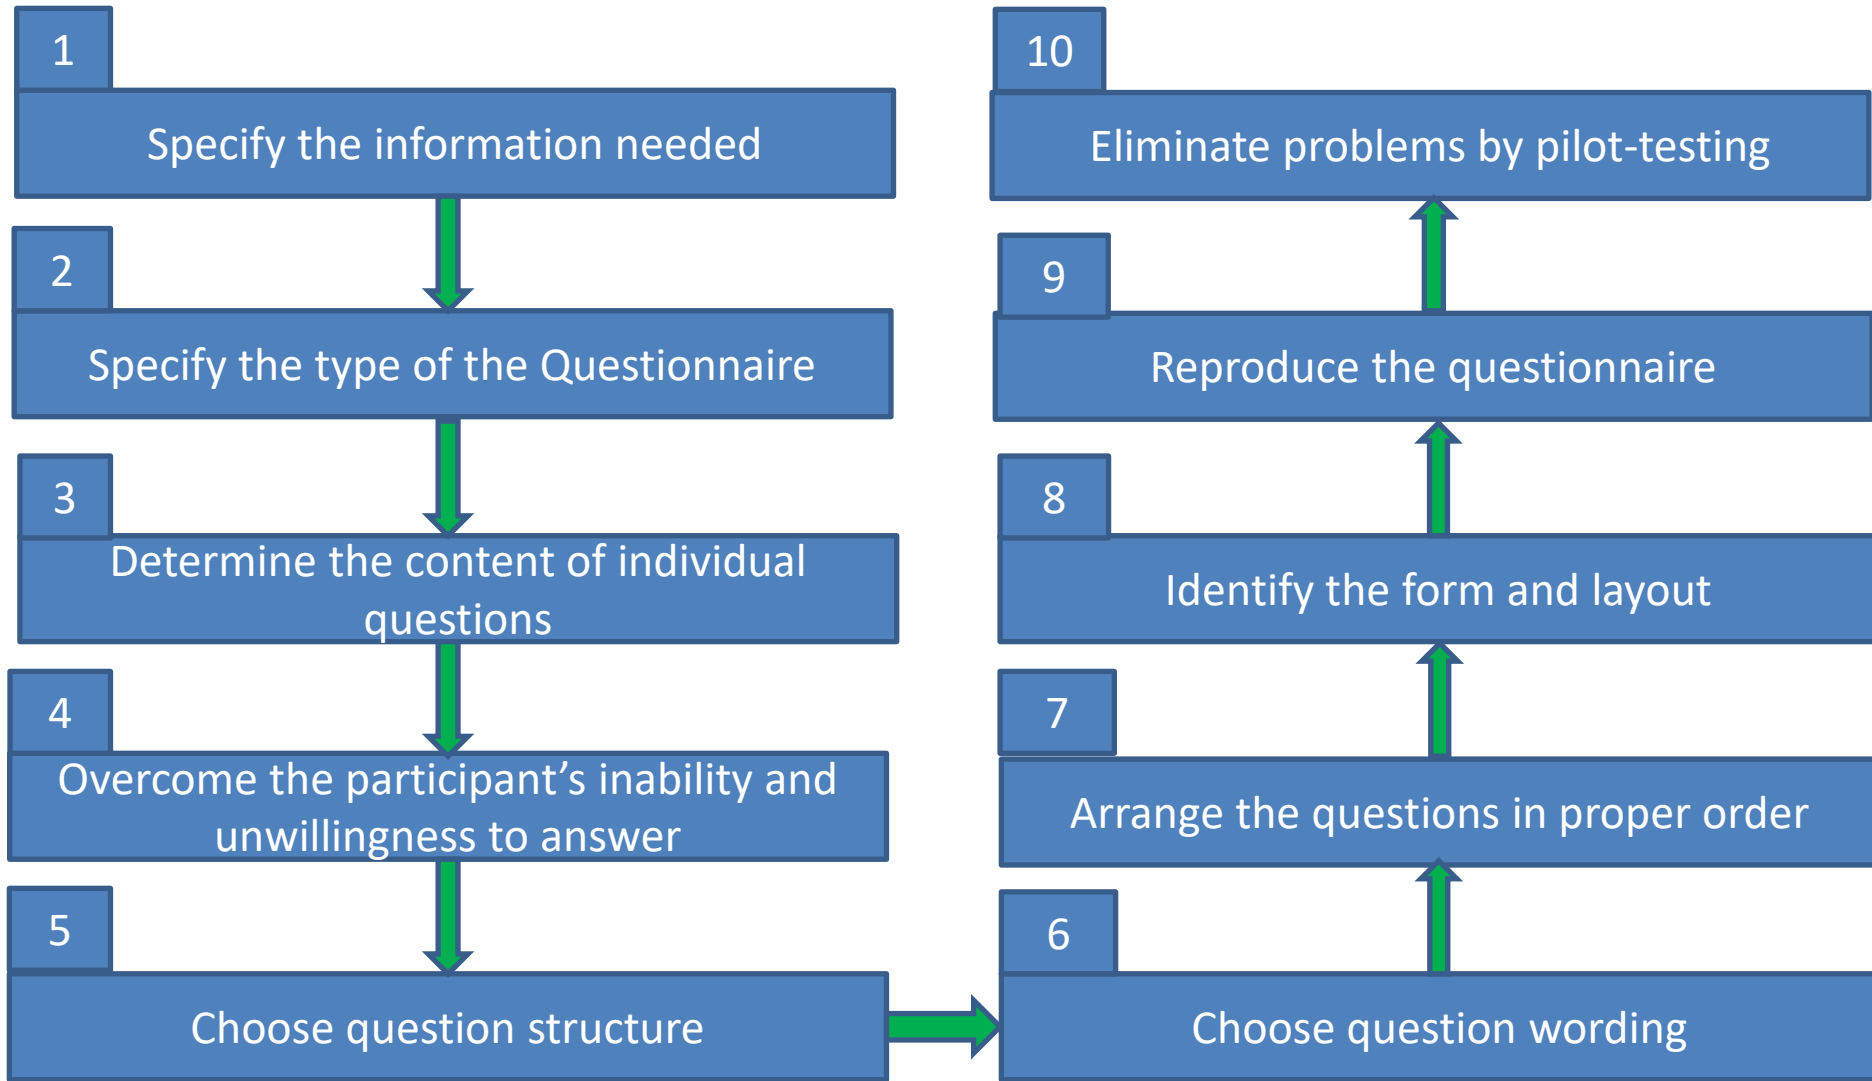 1
Specify the information needed
2
Specify the type of the Questionnaire
3
Determine the content of individual
questions
4
Overcome the participant’s inability and
unwillingness to answer
5
Choose question structure
6
Choose question wording
7
Arrange the questions in proper order
8
Identify the form and layout
9
Reproduce the questionnaire
10
Eliminate problems by pilot-testing